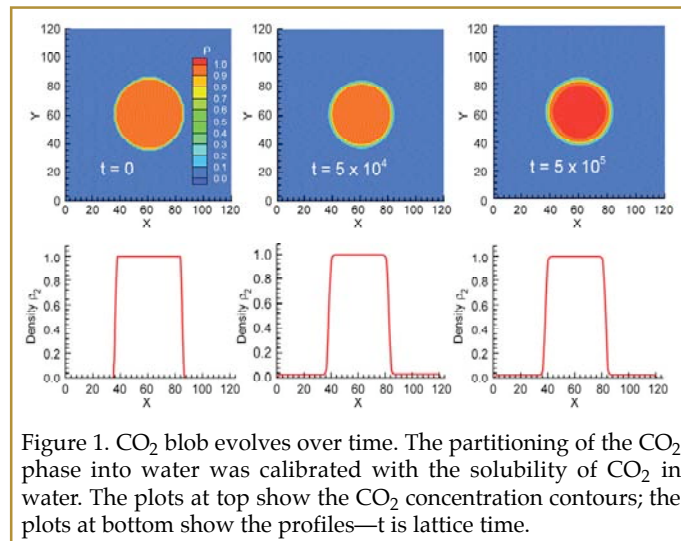 120 100 80 60 40 20 0
Y
0 20 40 60 80 100 120
X
t = 0
ρ
1.0
0.9
0.8
0.7
0.6
0.5
0.4
0.3
0.2
0.1
0.0
120 100 80 60 40 20 0
Y
0 20 40 60 80 100 120
X
t = 5 x 10⁴
120 100 80 60 40 20 0
Y
0 20 40 60 80 100 120
X
t = 5 x 10⁵
Density ρ₂
1.0 0.8 0.6 0.4 0.2 0.0
0 20 40 60 80 100 120
X
Density ρ₂
1.0 0.8 0.6 0.4 0.2 0.0
0 20 40 60 80 100 120
X
Density ρ₂
1.0 0.8 0.6 0.4 0.2 0.0
0 20 40 60 80 100 120
X
Figure 1. CO₂ blob evolves over time. The partitioning of the CO₂
phase into water was calibrated with the solubility of CO₂ in
water. The plots at top show the CO₂ concentration contours; the
plots at bottom show the profiles—t is lattice time.